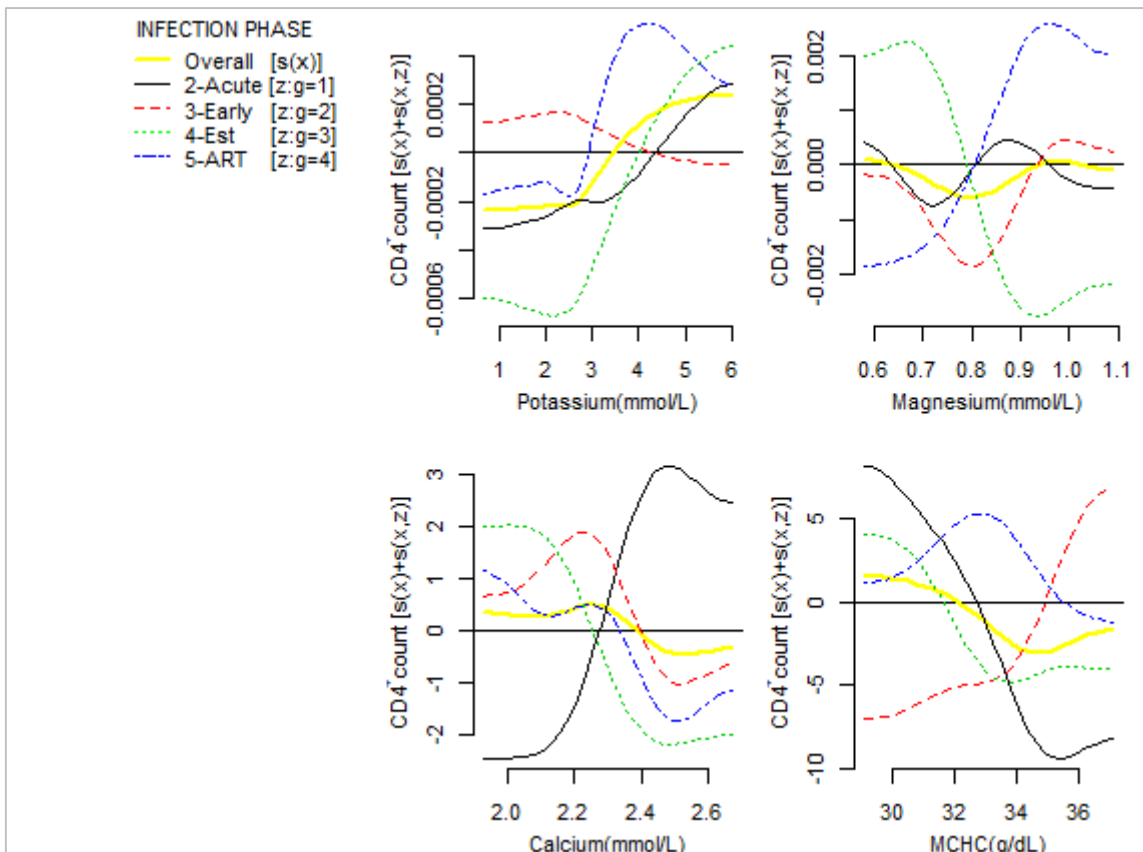 INFECTION PHASE
Overall [s(x)]
2-Acute [z:g=1]
3-Early [z:g=2]
4-Est [z:g=3]
5-ART [z:g=4]
CD4+count [s(x)+s(x,z)]
0.0002
-0.0002
-0.0006
1 2 3 4 5 6
Potassium(mmol/L)
CD4+count [s(x)+s(x,z)]
0.002
0.000
-0.002
0.6 0.7 0.8 0.9 1.0 1.1
Magnesium(mmol/L)
CD4+count [s(x)+s(x,z)]
3
2
1
0
-1
-2
2.0 2.2 2.4 2.6
Calcium(mmol/L)
CD4+count [s(x)+s(x,z)]
5
0
-5
-10
30 32 34 36
MCHC(g/dL)